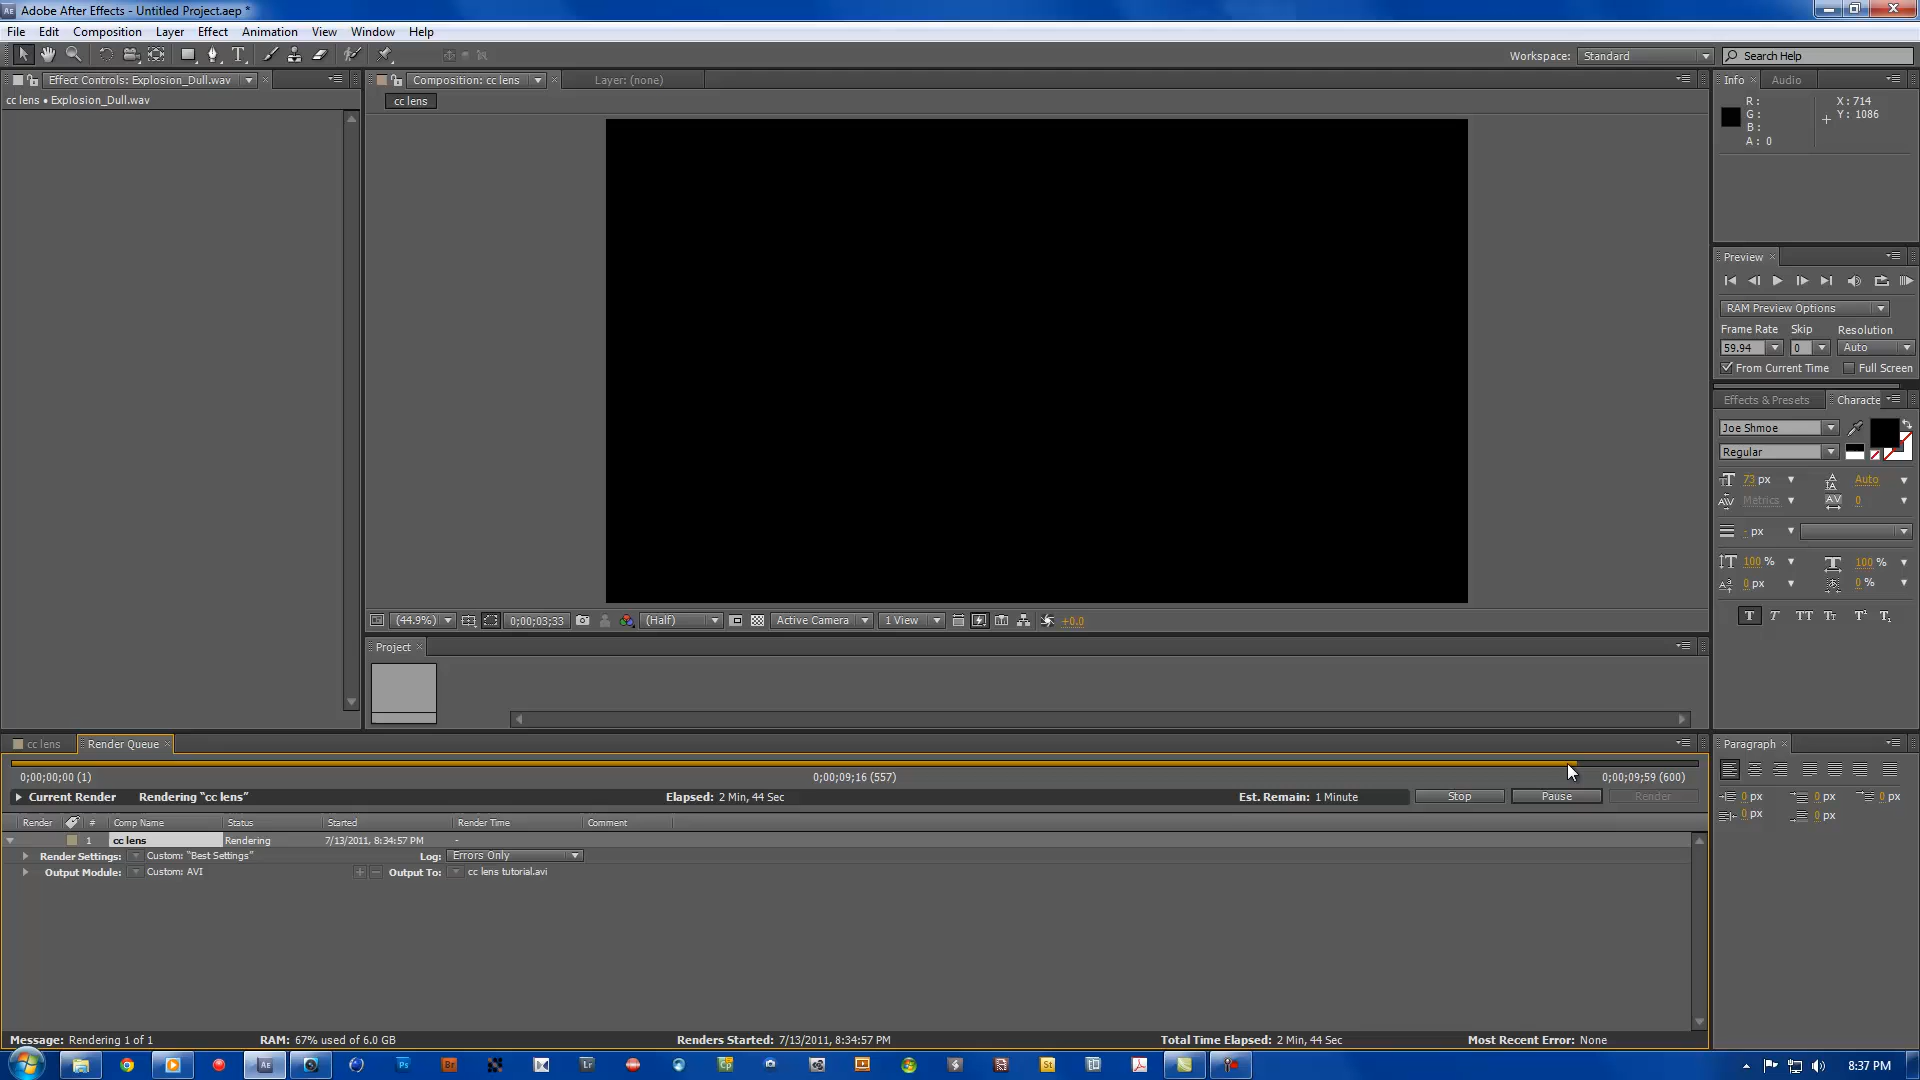 Adobe After Effects - Untitled Project.aep *
File Edit Composition Layer Effect Animation View Window Help
Workspace: Standard Search Help
Effect Controls: Explosion_Dull.wav
Composition: cc lens
Layer: (none)
Info Audio
cc lens • Explosion_Dull.wav
cc lens
R:
G:
B:
A: 0
X: 714
Y: 1086
Preview
RAM Preview Options
Frame Rate Skip Resolution
59.94 0 Auto
From Current Time Full Screen
Effects & Presets Characte
Joe Shmoe
Regular
73 px Auto
Metrics 0
- px
100 % 100 %
0 px 0 %
T T TT Tt T¹ T₁
(44.9%) 0;00;03;33 (Half) Active Camera 1 View +0.0
Project
cc lens Render Queue
0;00;00;00 (1) 0;00;09;16 (557) 0;00;09;59 (600)
Current Render Rendering "cc lens" Elapsed: 2 Min, 44 Sec Est. Remain: 1 Minute Stop Pause Render
Render # Comp Name Status Started Render Time Comment
1 cc lens Rendering 7/13/2011, 8:34:57 PM -
Render Settings: Custom: "Best Settings" Log: Errors Only
Output Module: Custom: AVI Output To: cc lens tutorial.avi
Paragraph
0 px 0 px 0 px
0 px 0 px
Message: Rendering 1 of 1 RAM: 67% used of 6.0 GB Renders Started: 7/13/2011, 8:34:57 PM Total Time Elapsed: 2 Min, 44 Sec Most Recent Error: None
Ae Ps Br Lr Cp St
8:37 PM